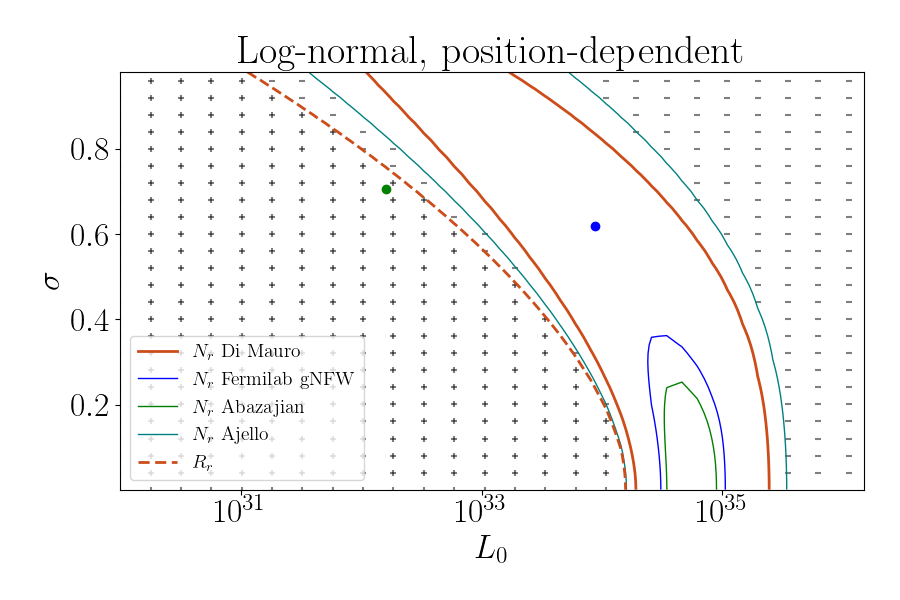 Log-normal, position-dependent
0.8
0.6
0.4
0.2
σ
N_r Di Mauro
N_r Fermilab gNFW
N_r Abazajian
N_r Ajello
R_r
10^31 10^33 10^35
L_0